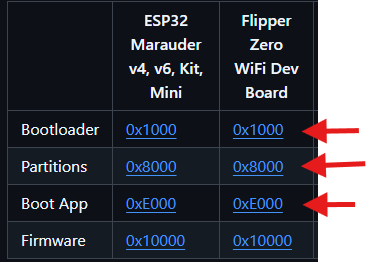 ESP32 Marauder v4, v6, Kit, Mini
Flipper Zero WiFi Dev Board
Bootloader 0x1000 0x1000
Partitions 0x8000 0x8000
Boot App 0xE000 0xE000
Firmware 0x10000 0x10000